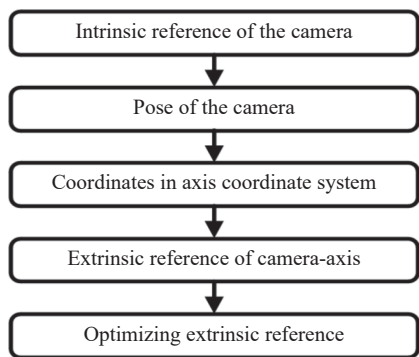 Intrinsic reference of the camera
Pose of the camera
Coordinates in axis coordinate system
Extrinsic reference of camera-axis
Optimizing extrinsic reference